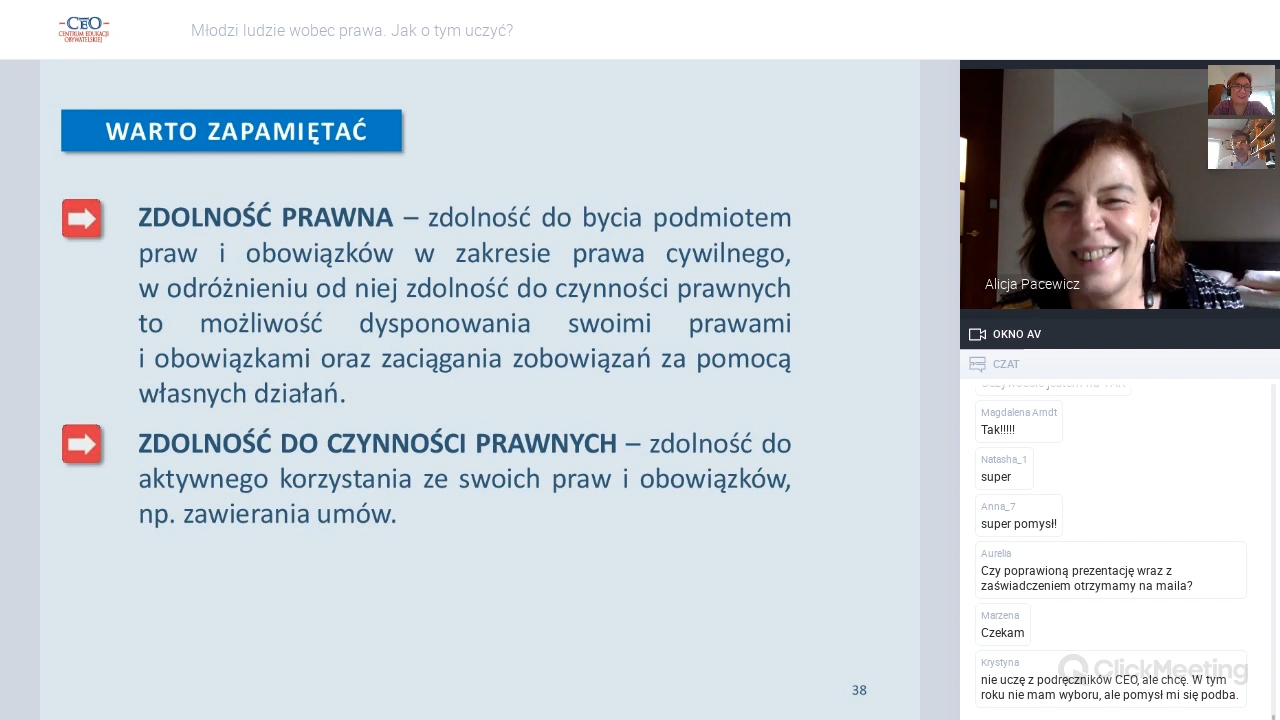 CEO
CENTRUM EDUKACJI
OBYWATELSKIEJ
Młodzi ludzie wobec prawa. Jak o tym uczyć?
WARTO ZAPAMIĘTAĆ
ZDOLNOŚĆ PRAWNA – zdolność do bycia podmiotem
praw i obowiązków w zakresie prawa cywilnego,
w odróżnieniu od niej zdolność do czynności prawnych
to możliwość dysponowania swoimi prawami
i obowiązkami oraz zaciągania zobowiązań za pomocą
własnych działań.
ZDOLNOŚĆ DO CZYNNOŚCI PRAWNYCH – zdolność do
aktywnego korzystania ze swoich praw i obowiązków,
np. zawierania umów.
38
Alicja Pacewicz
OKNO AV
CZAT
Magdalena Arndt
Tak!!!!!
Natasha_1
super
Anna_7
super pomysł!
Aurelia
Czy poprawioną prezentację wraz z
zaświadczeniem otrzymamy na maila?
Marzena
Czekam
Krystyna
nie uczę z podręczników CEO, ale chcę. W tym
roku nie mam wyboru, ale pomysł mi się podba.
ClickMeeting